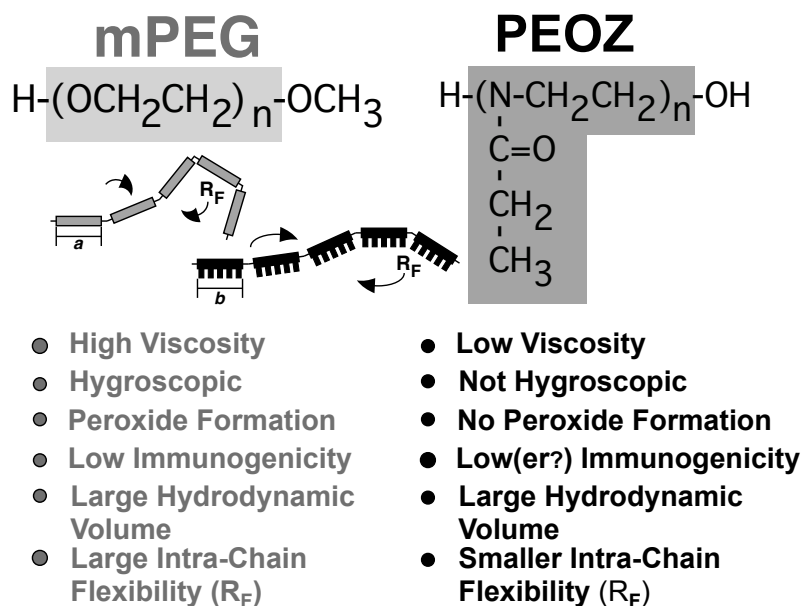 mPEG
H-(OCH2CH2)n-OCH3
RF
a
PEOZ
H-(N-CH2CH2)n-OH
C=O
CH2
CH3
RF
b
High Viscosity
Hygroscopic
Peroxide Formation
Low Immunogenicity
Large Hydrodynamic
Volume
Large Intra-Chain
Flexibility (RF)
Low Viscosity
Not Hygroscopic
No Peroxide Formation
Low(er?) Immunogenicity
Large Hydrodynamic
Volume
Smaller Intra-Chain
Flexibility (RF)